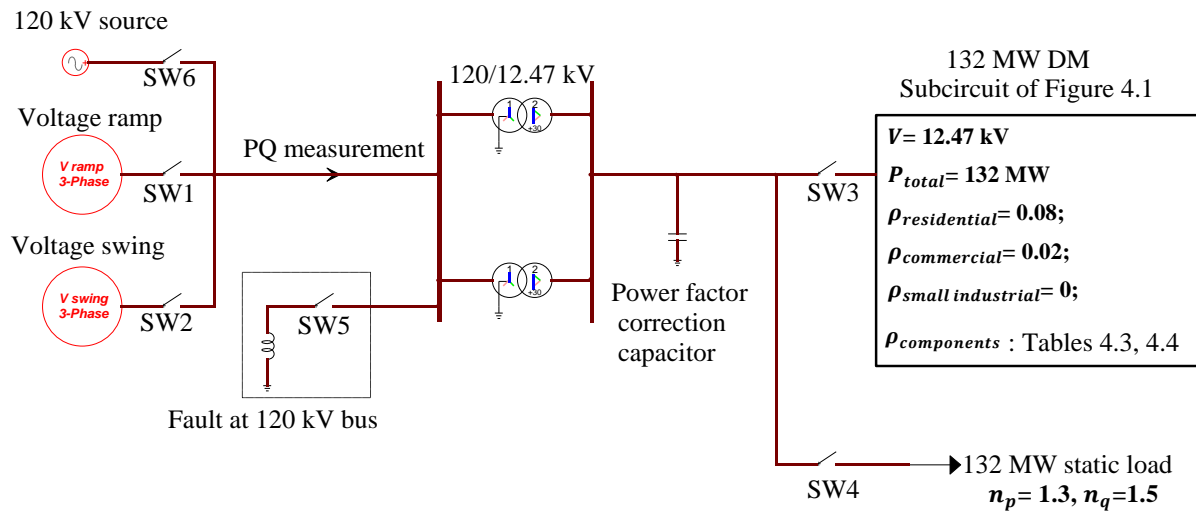 120 kV source
SW6
Voltage ramp
V ramp
3-Phase
SW1
Voltage swing
V swing
3-Phase
SW2
PQ measurement
SW5
Fault at 120 kV bus
120/12.47 kV
1
2
+30
1
2
+30
Power factor
correction
capacitor
SW3
SW4
132 MW DM
Subcircuit of Figure 4.1
V= 12.47 kV
P_total= 132 MW
ρ_residential= 0.08;
ρ_commercial= 0.02;
ρ_small industrial= 0;
ρ_components : Tables 4.3, 4.4
132 MW static load
n_p= 1.3, n_q=1.5